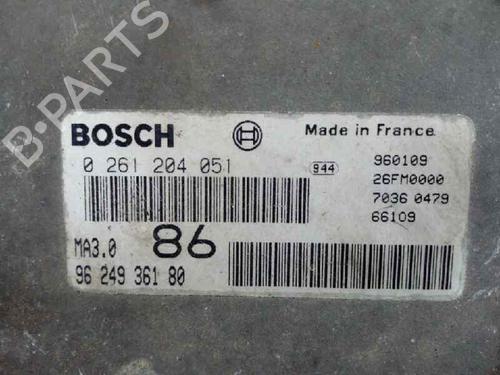 B-PARTS
BOSCH
Made in France
0 261 204 051
944
960109
26FM0000
7036 0479
66109
MA3.0
86
96 249 361 80